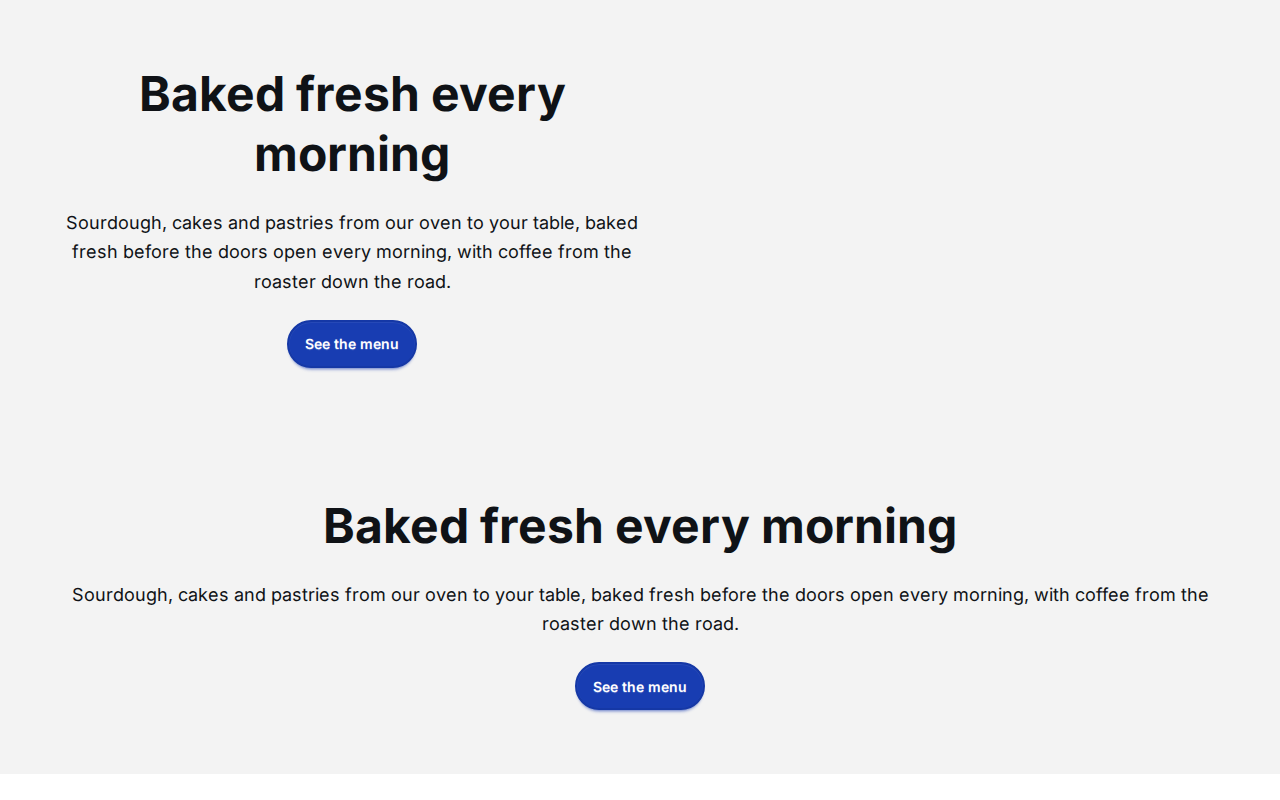 Baked fresh every
morning
Sourdough, cakes and pastries from our oven to your table, baked
fresh before the doors open every morning, with coffee from the
roaster down the road.
See the menu
Baked fresh every morning
Sourdough, cakes and pastries from our oven to your table, baked fresh before the doors open every morning, with coffee from the
roaster down the road.
See the menu